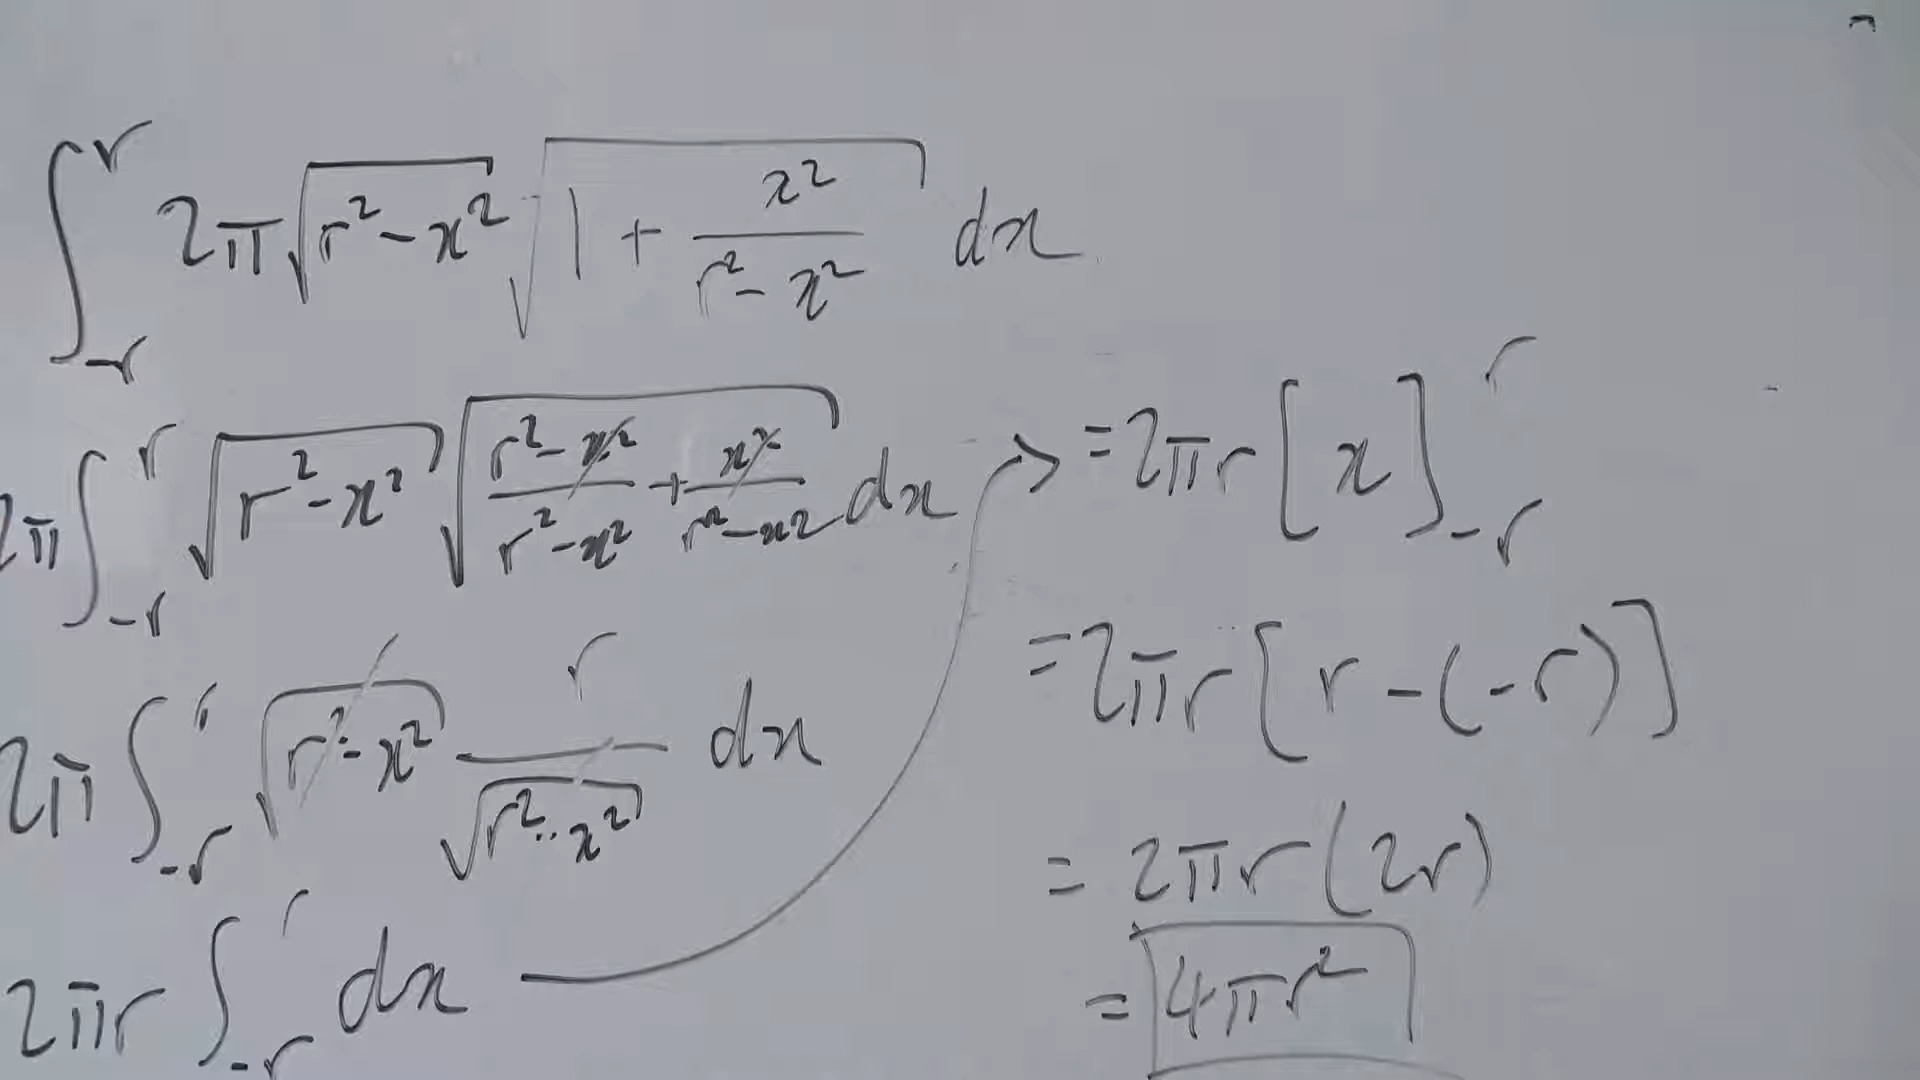 ∫_{-r}^{r} 2π√(r²-x²) √(1 + x²/(r²-x²)) dx
2π ∫_{-r}^{r} √(r²-x²) √((r²-x²)/(r²-x²) + x²/(r²-x²)) dx
2π ∫_{-r}^{r} √(r²-x²) r/√(r²-x²) dx
2πr ∫_{-r}^{r} dx
= 2πr [x]_{-r}^{r}
= 2πr [r-(-r)]
= 2πr (2r)
= 4πr²